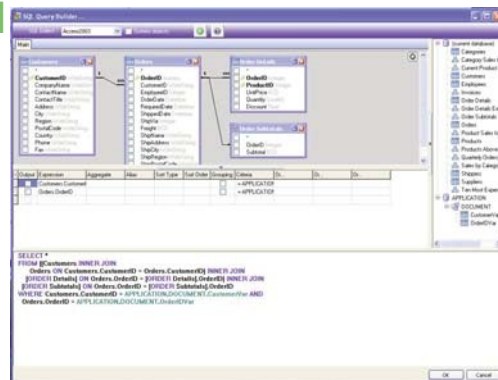 SQL Query Builder ...
Access2003
Main
Customers
CustomerID
CompanyName
ContactName
ContactTitle
Address
City
Region
PostalCode
Country
Phone
Fax
Orders
OrderID
CustomerID
EmployeeID
OrderDate
RequiredDate
ShippedDate
ShipVia
Freight
ShipName
ShipAddress
ShipCity
ShipRegion
Order Details
OrderID
ProductID
UnitPrice
Quantity
Discount
Order Subtotals
OrderID
Subtotal
(current database)
Categories
Category Sales
Current Product
Customers
Employees
Invoices
Order Details
Order Details Ex
Order Subtotals
Orders
Product Sales
Products
Products Above
Quarterly Orders
Sales by Catego
Shippers
Suppliers
Ten Most Exper
APPLICATION
DOCUMENT
CustomerVar
OrderIDVar
Output Expression Aggregate Alias Sort Type Sort Order Grouping Criteria Or... Or... Or...
Customers.Customer = APPLICATION
Orders.OrderID = APPLICATION
SELECT *
FROM [[Customers INNER JOIN
Orders ON Customers.CustomerID = Orders.CustomerID] INNER JOIN
[ORDER Details] ON Orders.OrderID = [ORDER Details].OrderID] INNER JOIN
[ORDER Subtotals] ON Orders.OrderID = [ORDER Subtotals].OrderID
WHERE Customers.CustomerID = APPLICATION.DOCUMENT.CustomerVar AND
Orders.OrderID = APPLICATION.DOCUMENT.OrderIDVar
OK Cancel